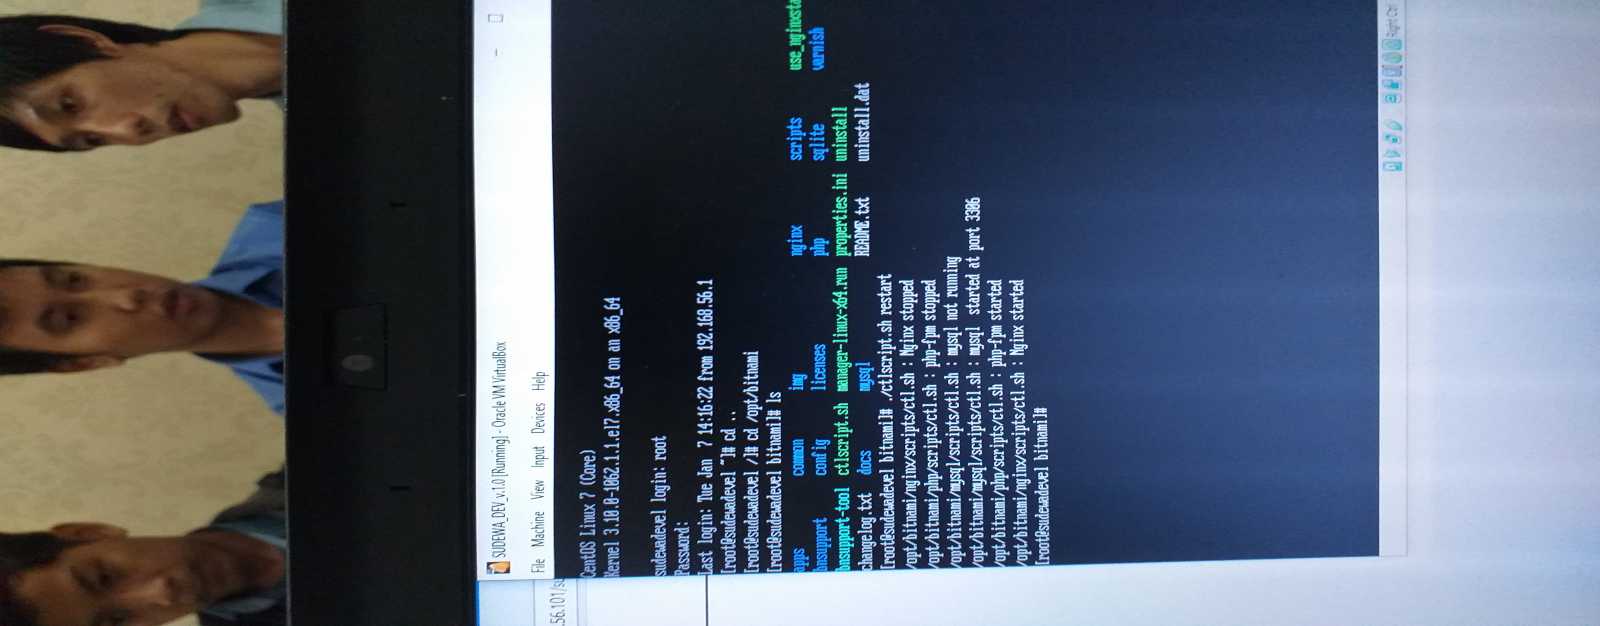 SUDEWA_DEV_v.1.0 [Running] - Oracle VM VirtualBox
File Machine View Input Devices Help
CentOS Linux 7 (Core)
Kernel 3.10.0-1062.1.1.el7.x86_64 on an x86_64
sudewadevel login: root
Password:
Last login: Tue Jan 7 14:16:22 from 192.168.56.1
[root@sudewadevel ~]# cd ..
[root@sudewadevel /]# cd /opt/bitnami
[root@sudewadevel bitnami]# ls
apps common img nginx scripts use_nginxsta
bnsupport config licenses php sqlite varnish
bnsupport-tool ctlscript.sh manager-linux-x64.run properties.ini uninstall
changelog.txt docs mysql README.txt uninstall.dat
[root@sudewadevel bitnami]# ./ctlscript.sh restart
/opt/bitnami/nginx/scripts/ctl.sh : Nginx stopped
/opt/bitnami/php/scripts/ctl.sh : php-fpm stopped
/opt/bitnami/mysql/scripts/ctl.sh : mysql not running
/opt/bitnami/mysql/scripts/ctl.sh : mysql started at port 3306
/opt/bitnami/php/scripts/ctl.sh : php-fpm started
/opt/bitnami/nginx/scripts/ctl.sh : Nginx started
[root@sudewadevel bitnami]#
Right Ctrl
.56.101/su